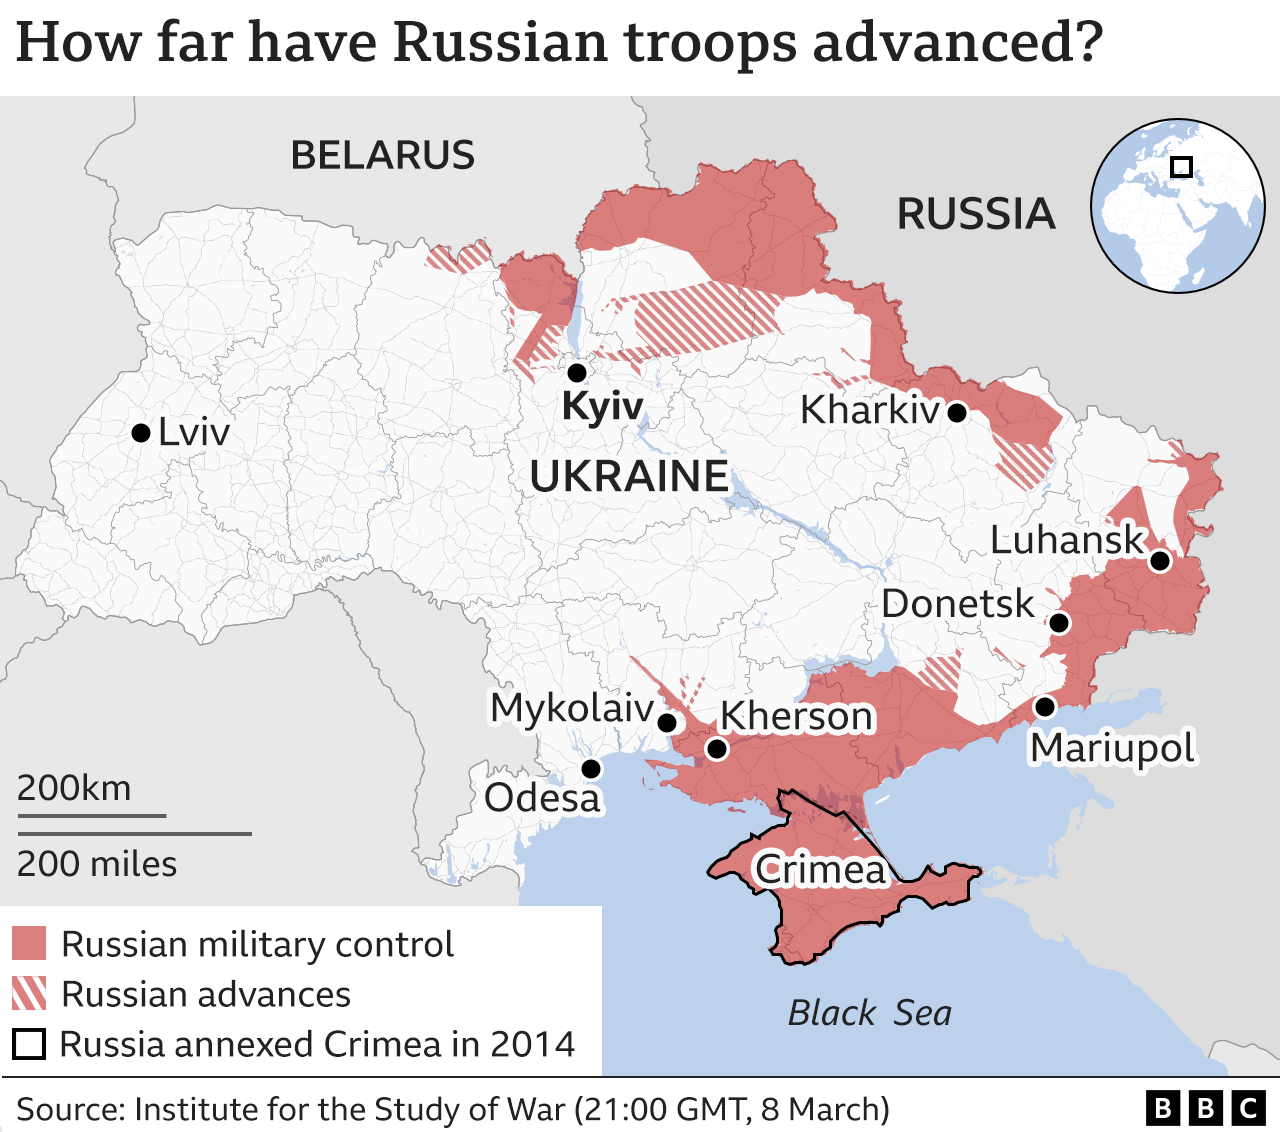 How far have Russian troops advanced?
BELARUS
RUSSIA
Kyiv
Kharkiv
Lviv
UKRAINE
Luhansk
Donetsk
Mykolaiv
Kherson
Mariupol
Odesa
200km
200 miles
Crimea
Russian military control
Russian advances
Russia annexed Crimea in 2014
Black Sea
Source: Institute for the Study of War (21:00 GMT, 8 March)
BBC